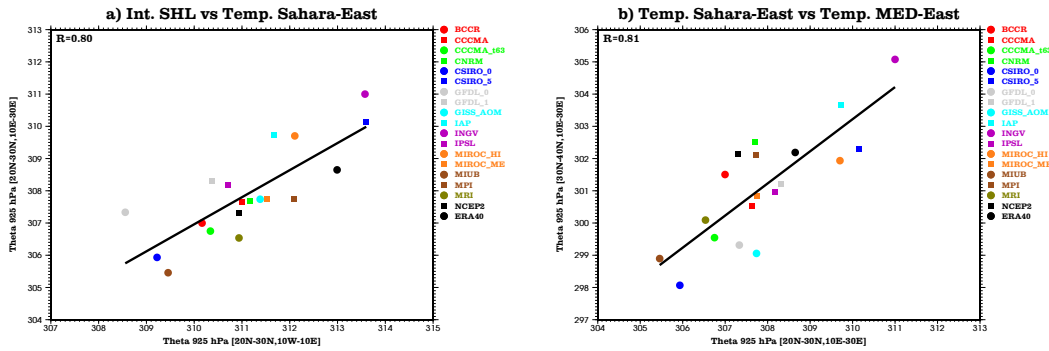 a) Int. SHL vs Temp. Sahara-East
R=0.80
Theta 925 hPa [20N-30N,10E-30E]
313
312
311
310
309
308
307
306
305
304
307 308 309 310 311 312 313 314 315
Theta 925 hPa [20N-30N,10W-10E]
BCCR
CCCMA
CCCMA_t63
CNRM
CSIRO_0
CSIRO_5
GFDL_0
GFDL_1
GISS_AOM
IAP
INGV
IPSL
MIROC_HI
MIROC_ME
MIUB
MPI
MRI
NCEP2
ERA40
b) Temp. Sahara-East vs Temp. MED-East
R=0.81
Theta 925 hPa [30N-40N,10E-30E]
306
305
304
303
302
301
300
299
298
297
304 305 306 307 308 309 310 311 312 313
Theta 925 hPa [20N-30N,10E-30E]
BCCR
CCCMA
CCCMA_t63
CNRM
CSIRO_0
CSIRO_5
GFDL_0
GFDL_1
GISS_AOM
IAP
INGV
IPSL
MIROC_HI
MIROC_ME
MIUB
MPI
MRI
NCEP2
ERA40